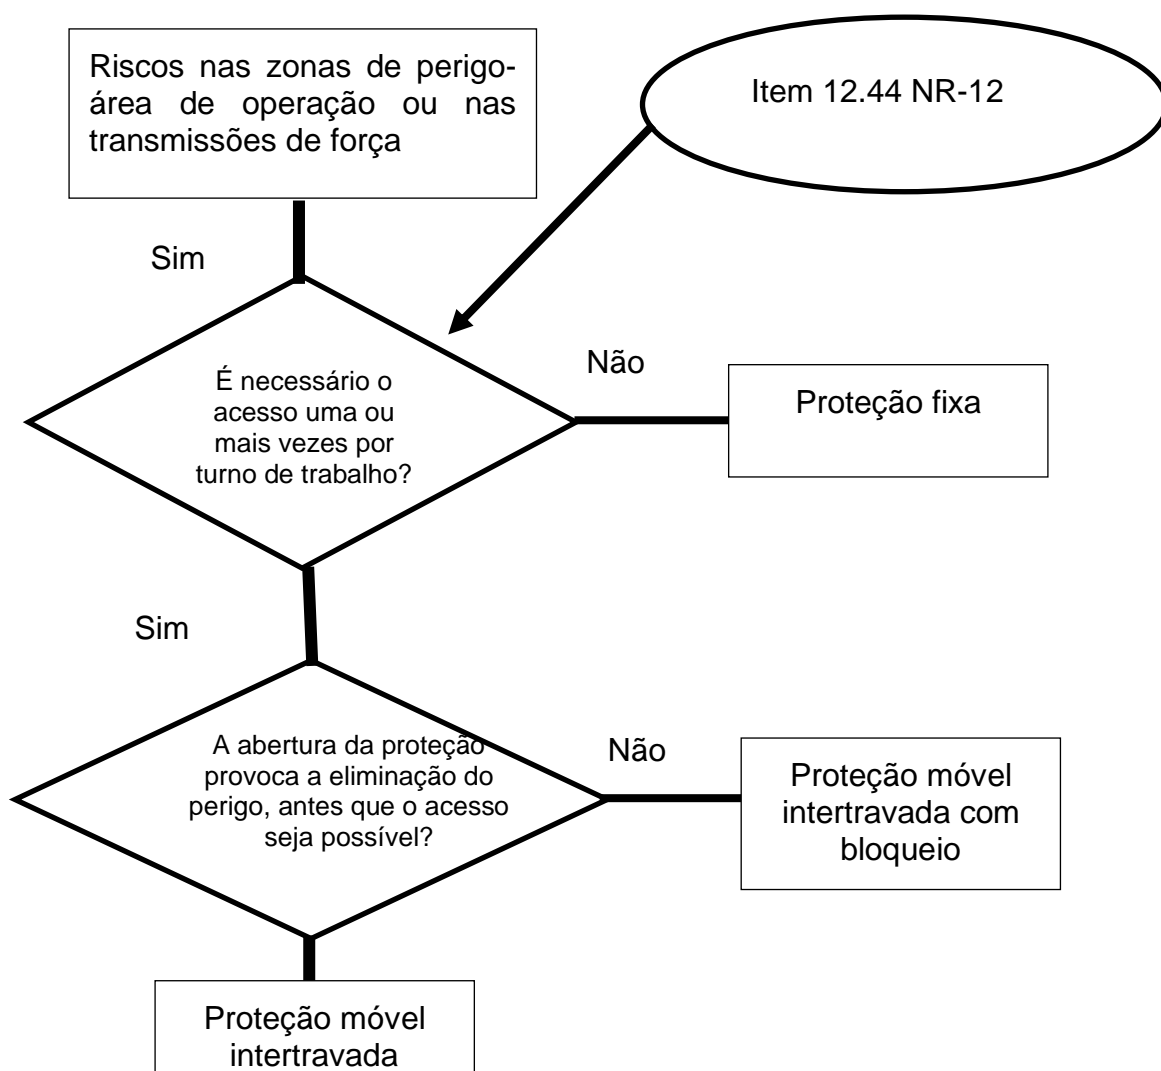 Riscos nas zonas de perigo-
área de operação ou nas
transmissões de força
Item 12.44 NR-12
Sim
É necessário o
acesso uma ou
mais vezes por
turno de trabalho?
Não
Proteção fixa
Sim
A abertura da proteção
provoca a eliminação do
perigo, antes que o acesso
seja possível?
Não
Proteção móvel
intertravada com
bloqueio
Proteção móvel
intertravada